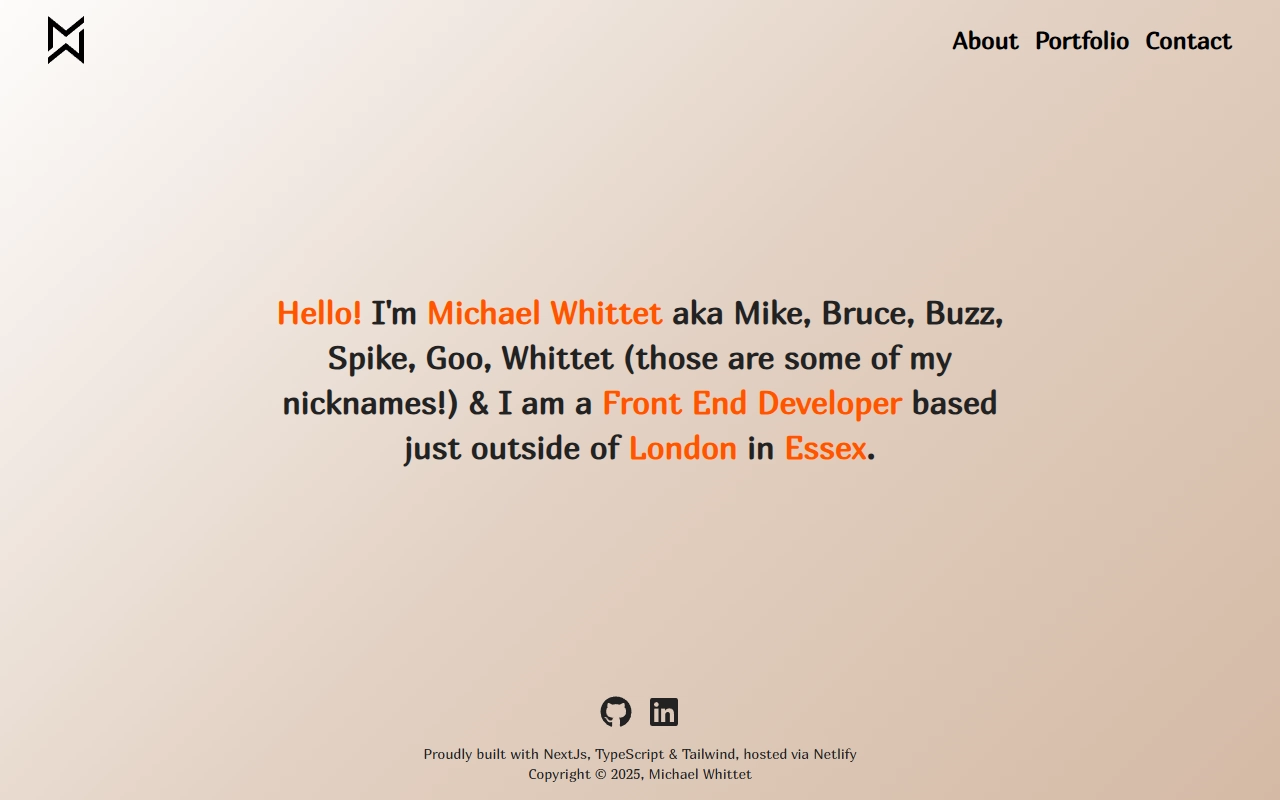 About Portfolio Contact
Hello! I'm Michael Whittet aka Mike, Bruce, Buzz,
Spike, Goo, Whittet (those are some of my
nicknames!) & I am a Front End Developer based
just outside of London in Essex.
in
Proudly built with NextJs, TypeScript & Tailwind, hosted via Netlify
Copyright © 2025, Michael Whittet